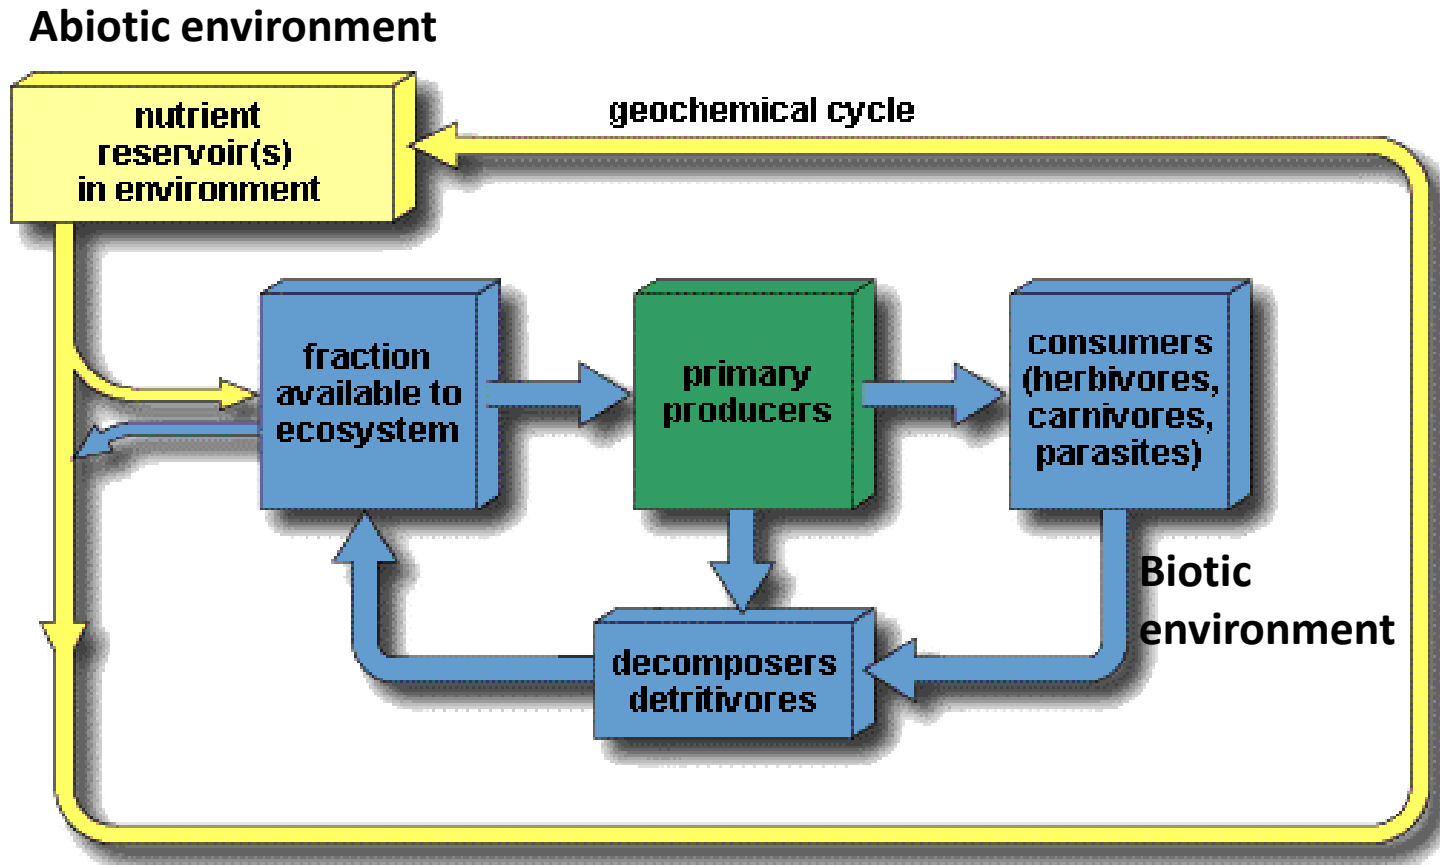 Abiotic environment
nutrient
reservoir(s)
in environment
geochemical cycle
fraction
available to
ecosystem
primary
producers
consumers
(herbivores,
carnivores,
parasites)
Biotic
environment
decomposers
detritivores